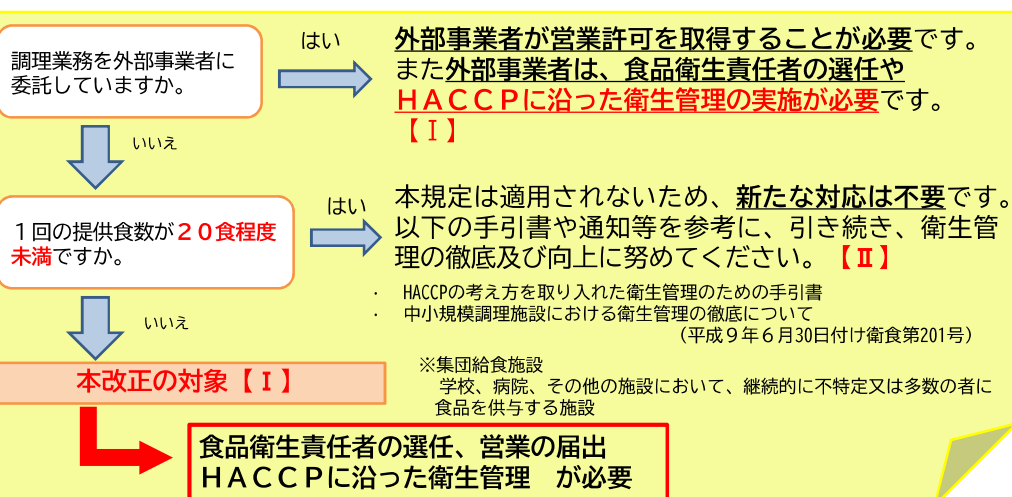 調理業務を外部事業者に
委託していますか。
はい
外部事業者が営業許可を取得することが必要です。
また外部事業者は、食品衛生責任者の選任や
ＨＡＣＣＰに沿った衛生管理の実施が必要です。
【Ⅰ】
いいえ
１回の提供食数が２０食程度
未満ですか。
はい
本規定は適用されないため、新たな対応は不要です。
以下の手引書や通知等を参考に、引き続き、衛生管
理の徹底及び向上に努めてください。【Ⅱ】
・ HACCPの考え方を取り入れた衛生管理のための手引書
・ 中小規模調理施設における衛生管理の徹底について
（平成９年６月30日付け衛食第201号）
いいえ
※集団給食施設
学校、病院、その他の施設において、継続的に不特定又は多数の者に
食品を供与する施設
本改正の対象【Ⅰ】
食品衛生責任者の選任、営業の届出
ＨＡＣＣＰに沿った衛生管理　が必要